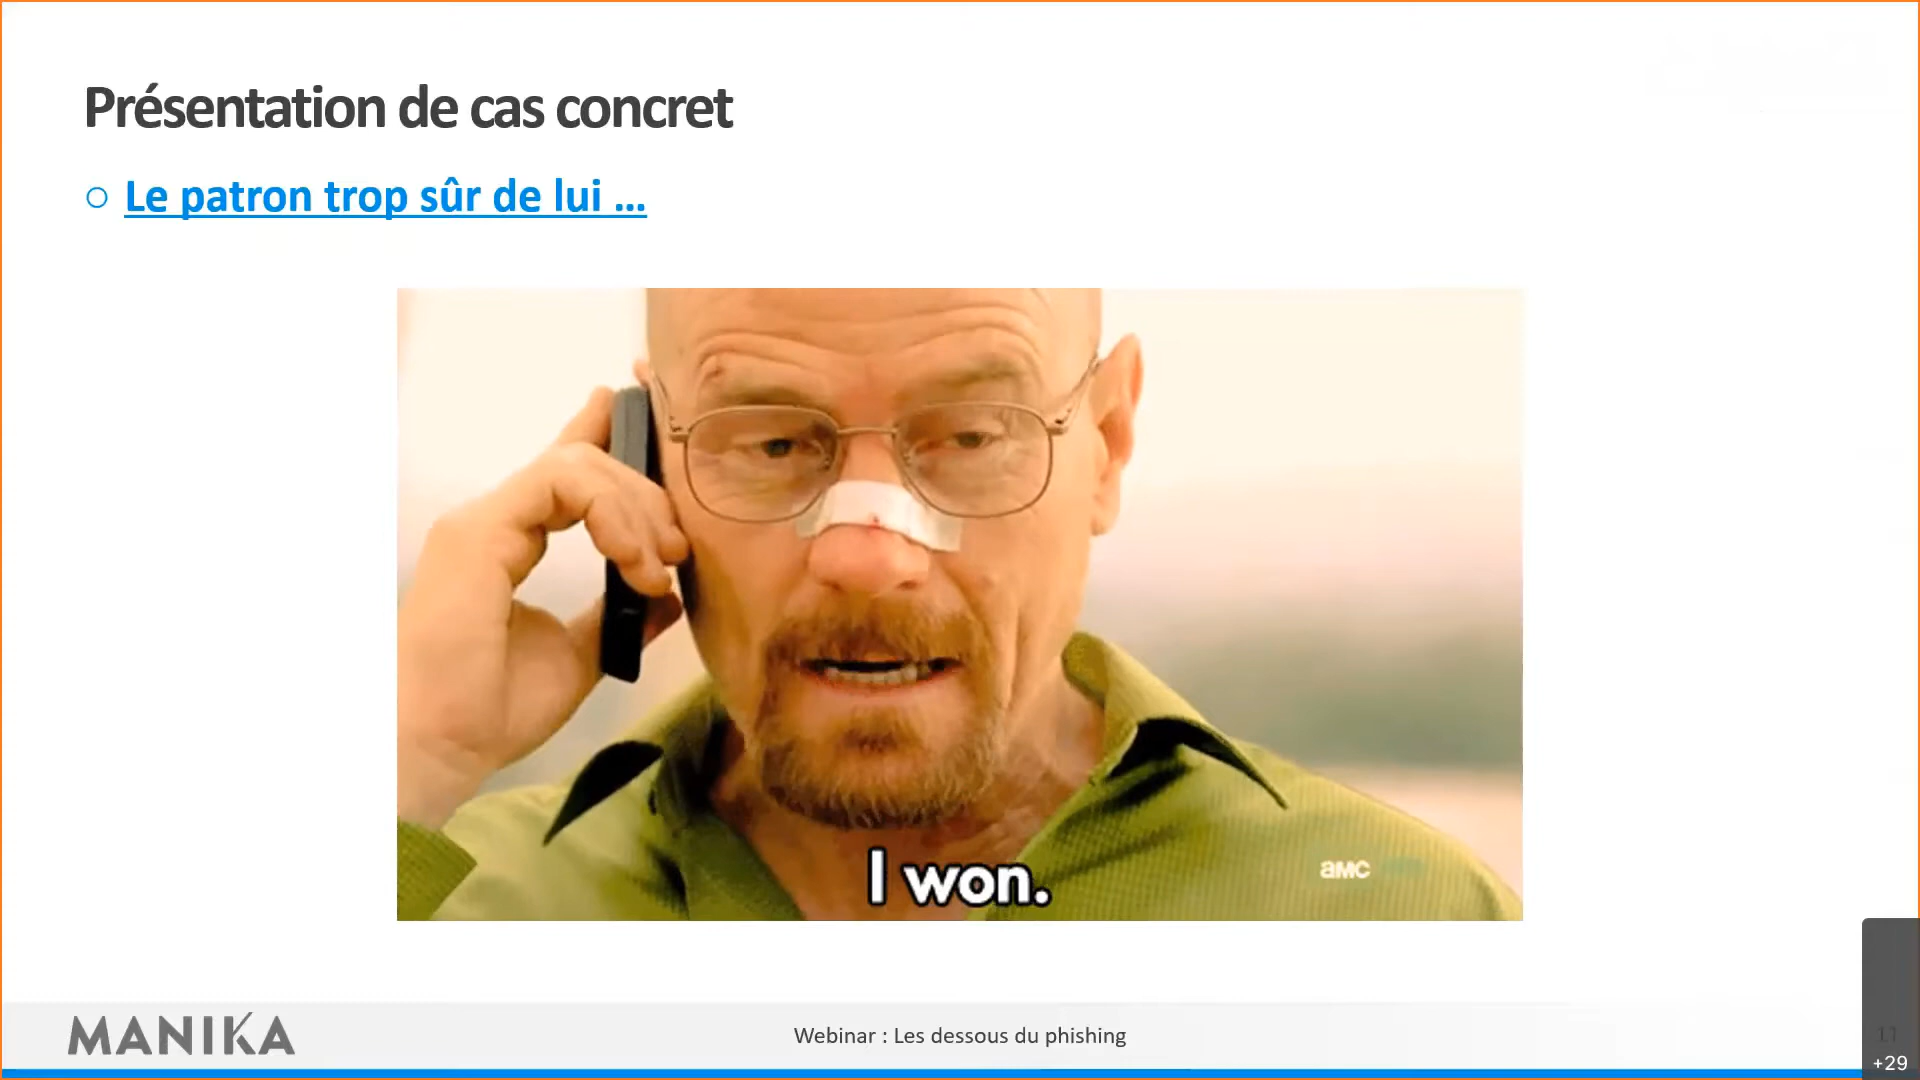 Présentation de cas concret
○ Le patron trop sûr de lui ...
I won.
amc
MANIKA
Webinar : Les dessous du phishing
11
+29